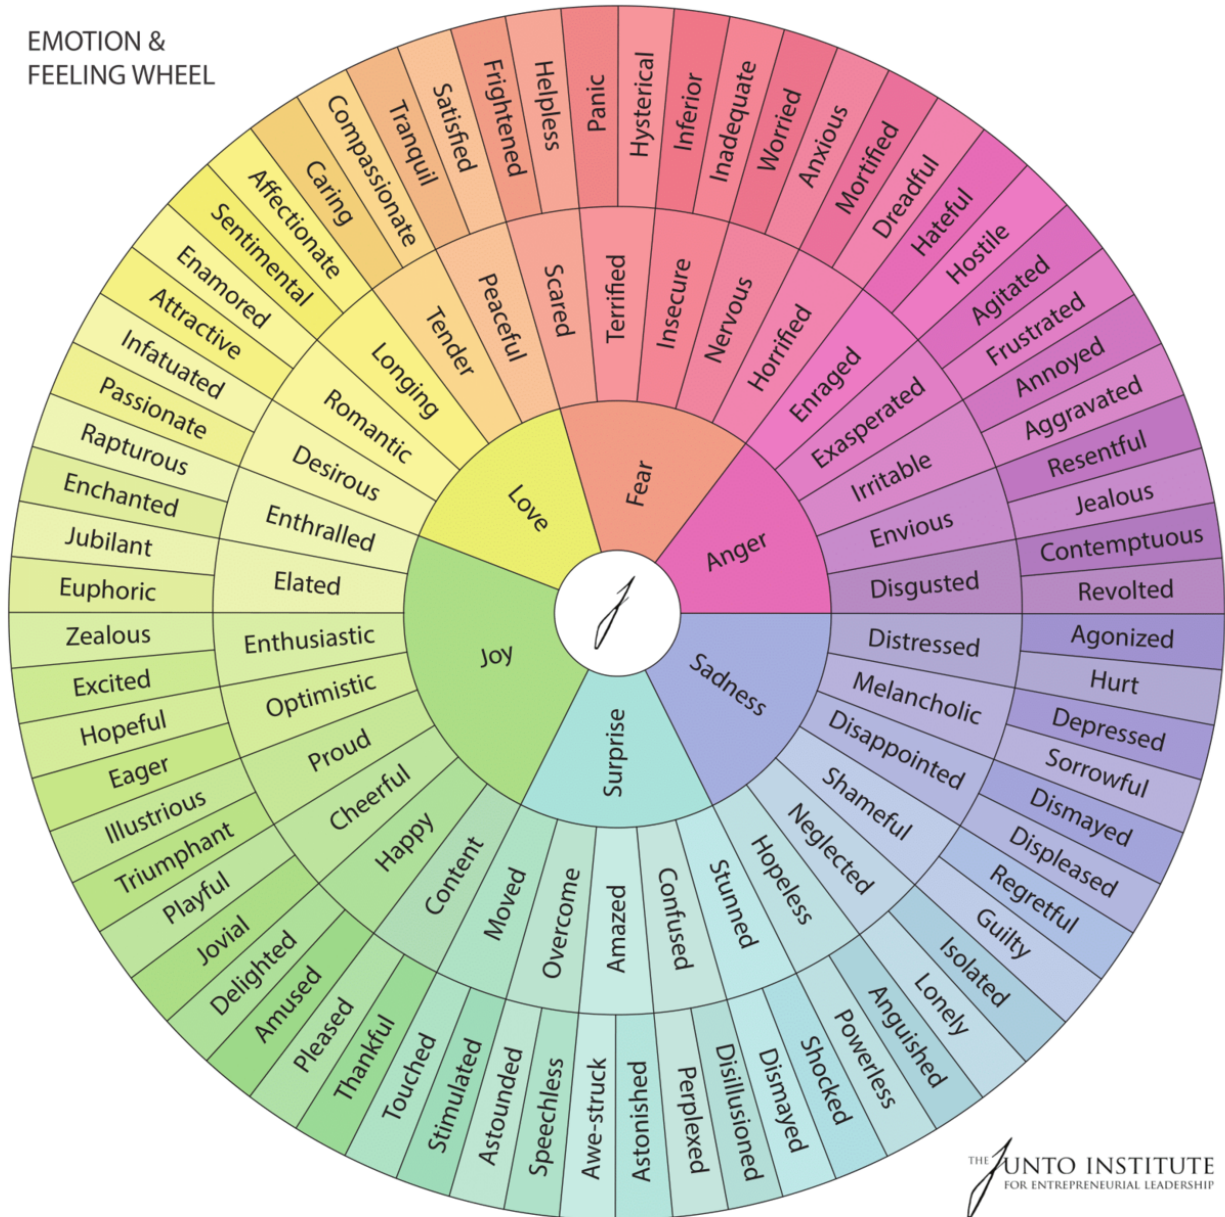 EMOTION &
FEELING WHEEL
Love
Fear
Anger
Sadness
Surprise
Joy
Scared
Terrified
Insecure
Nervous
Horrified
Enraged
Exasperated
Irritable
Envious
Disgusted
Distressed
Melancholic
Disappointed
Shameful
Neglected
Hopeless
Stunned
Confused
Amazed
Overcome
Moved
Content
Happy
Cheerful
Proud
Optimistic
Enthusiastic
Elated
Enthralled
Desirous
Romantic
Longing
Tender
Peaceful
Frightened
Helpless
Panic
Hysterical
Inferior
Inadequate
Worried
Anxious
Mortified
Dreadful
Hateful
Hostile
Agitated
Frustrated
Annoyed
Aggravated
Resentful
Jealous
Contemptuous
Revolted
Agonized
Hurt
Depressed
Sorrowful
Dismayed
Displeased
Regretful
Guilty
Isolated
Lonely
Anguished
Powerless
Shocked
Dismayed
Disillusioned
Perplexed
Astonished
Awe-struck
Speechless
Astounded
Stimulated
Touched
Thankful
Pleased
Amused
Delighted
Jovial
Playful
Triumphant
Illustrious
Eager
Hopeful
Excited
Zealous
Euphoric
Jubilant
Enchanted
Rapturous
Passionate
Infatuated
Attractive
Enamored
Sentimental
Affectionate
Caring
Compassionate
Tranquil
Satisfied
J
THE JUNTO INSTITUTE
FOR ENTREPRENEURIAL LEADERSHIP